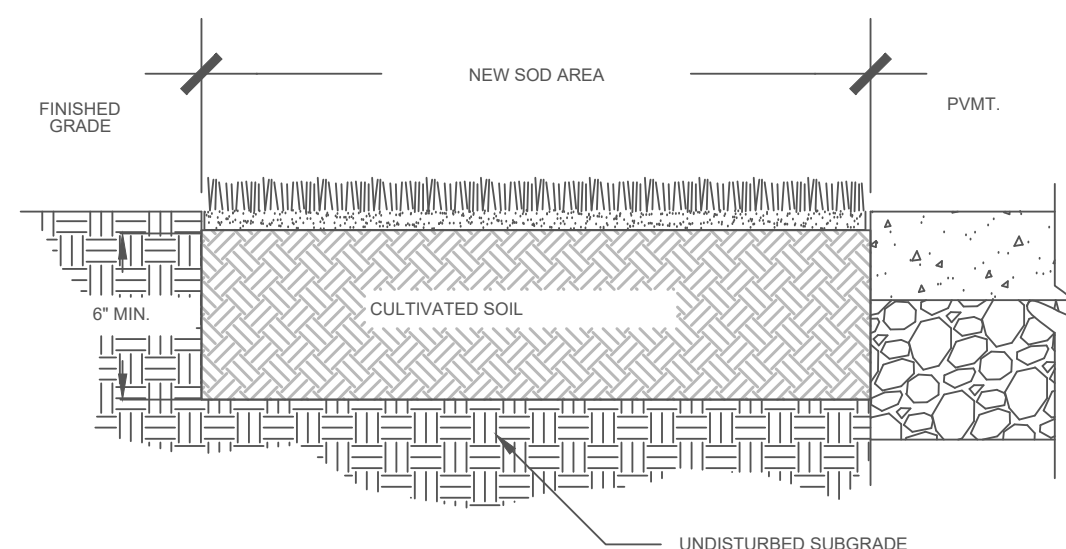 NEW SOD AREA
FINISHED
GRADE
PVMT.
6" MIN.
CULTIVATED SOIL
UNDISTURBED SUBGRADE